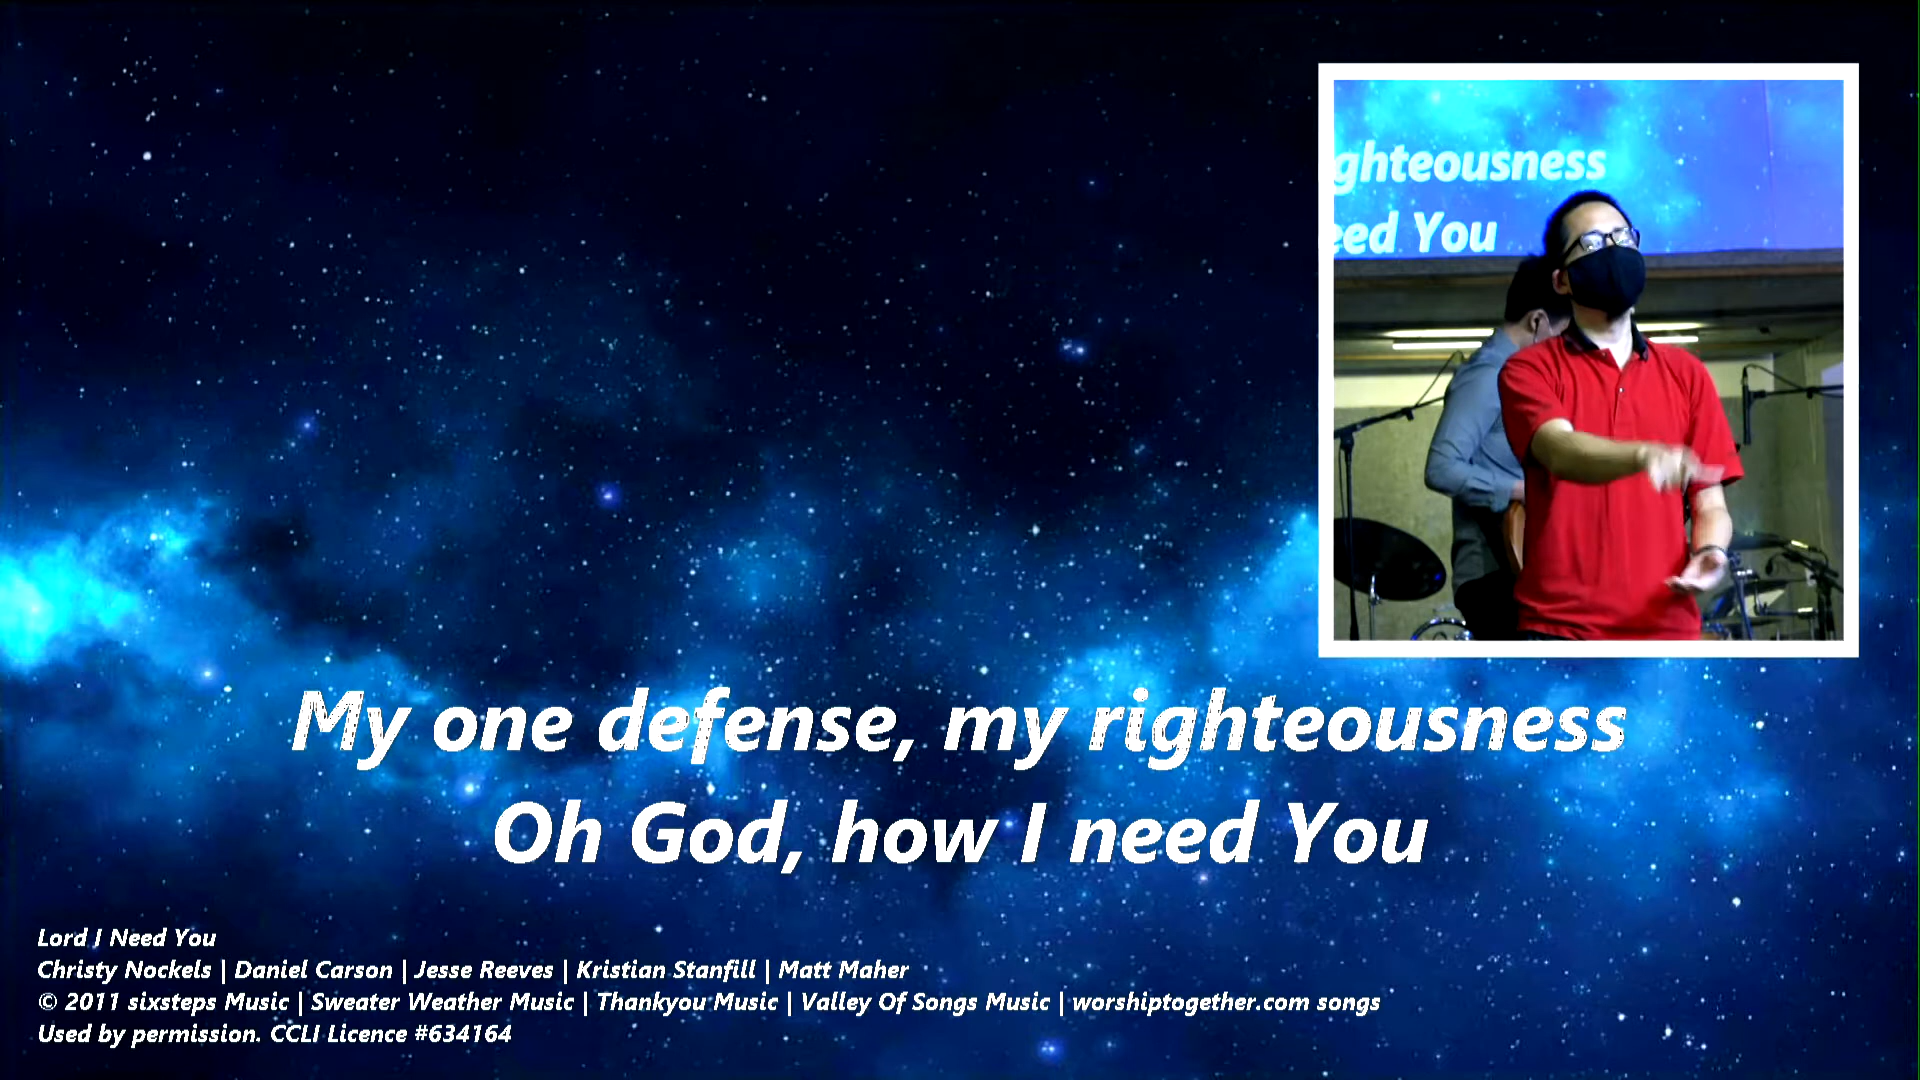 ghteousness
eed You
My one defense, my righteousness
Oh God, how I need You
Lord I Need You
Christy Nockels | Daniel Carson | Jesse Reeves | Kristian Stanfill | Matt Maher
© 2011 sixsteps Music | Sweater Weather Music | Thankyou Music | Valley Of Songs Music | worshiptogether.com songs
Used by permission. CCLI Licence #634164